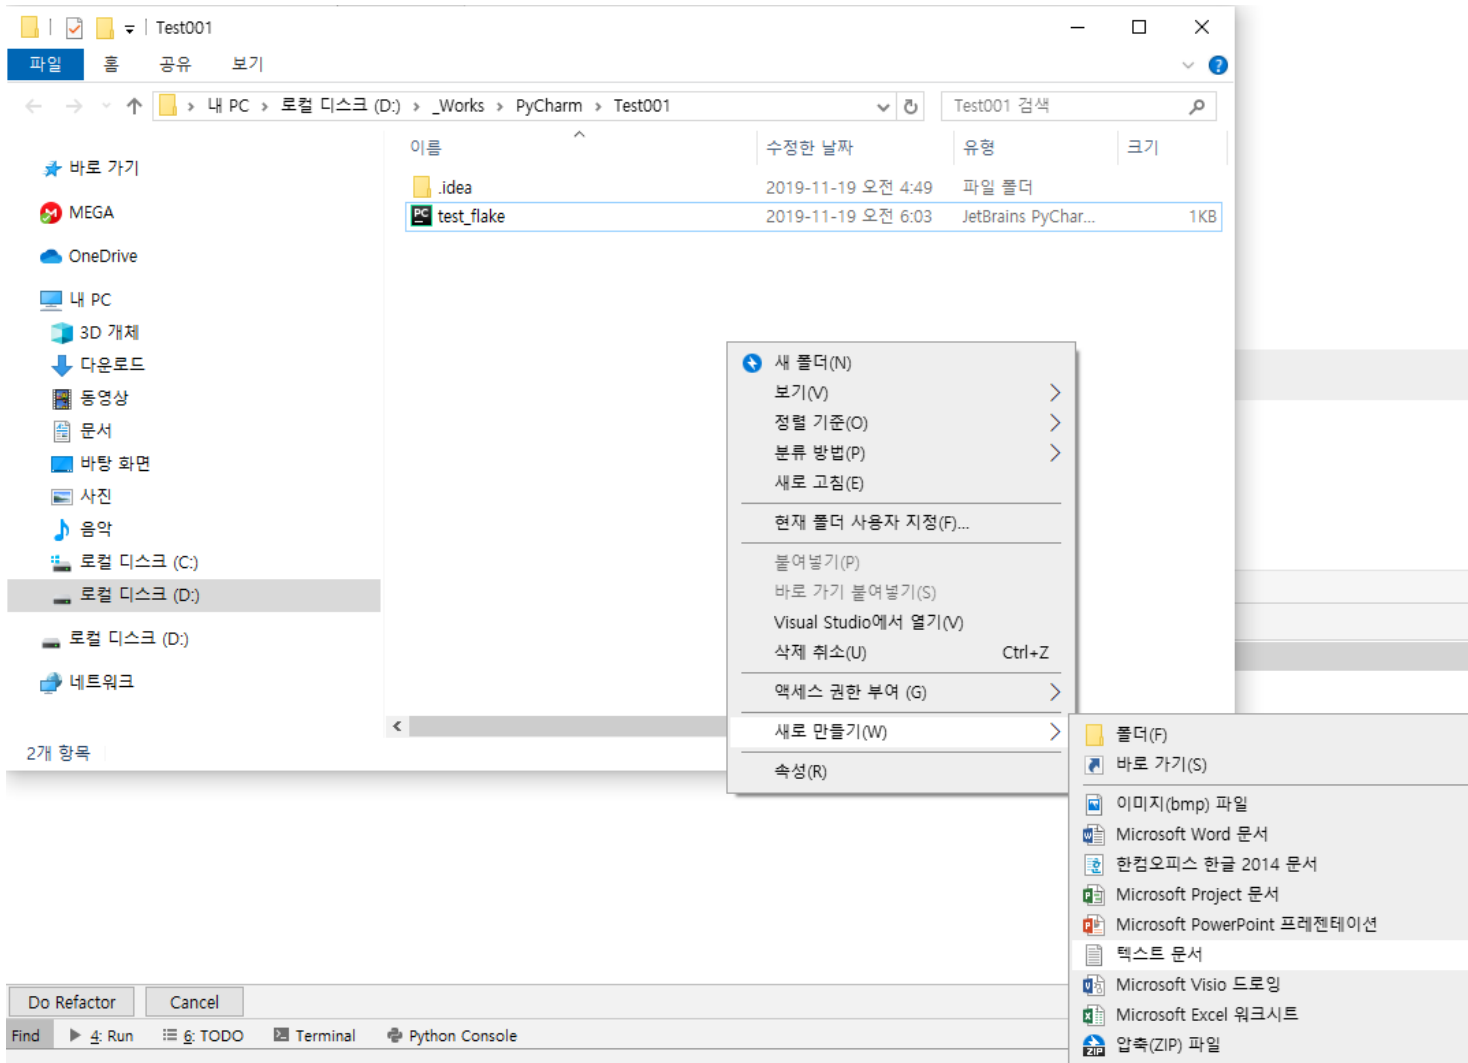 Test001
파일 홈 공유 보기
내 PC 로컬 디스크 (D:) _Works PyCharm Test001
Test001 검색
이름 수정한 날짜 유형 크기
.idea 2019-11-19 오전 4:49 파일 폴더
test_flake 2019-11-19 오전 6:03 JetBrains PyChar... 1KB
바로 가기
MEGA
OneDrive
내 PC
3D 개체
다운로드
동영상
문서
바탕 화면
사진
음악
로컬 디스크 (C:)
로컬 디스크 (D:)
로컬 디스크 (D:)
네트워크
2개 항목
새 폴더(N)
보기(V)
정렬 기준(O)
분류 방법(P)
새로 고침(E)
현재 폴더 사용자 지정(F)...
붙여넣기(P)
바로 가기 붙여넣기(S)
Visual Studio에서 열기(V)
삭제 취소(U) Ctrl+Z
액세스 권한 부여 (G)
새로 만들기(W)
속성(R)
폴더(F)
바로 가기(S)
이미지(bmp) 파일
Microsoft Word 문서
한컴오피스 한글 2014 문서
Microsoft Project 문서
Microsoft PowerPoint 프레젠테이션
텍스트 문서
Microsoft Visio 드로잉
Microsoft Excel 워크시트
압축(ZIP) 파일
Do Refactor Cancel
Find 4: Run 6: TODO Terminal Python Console